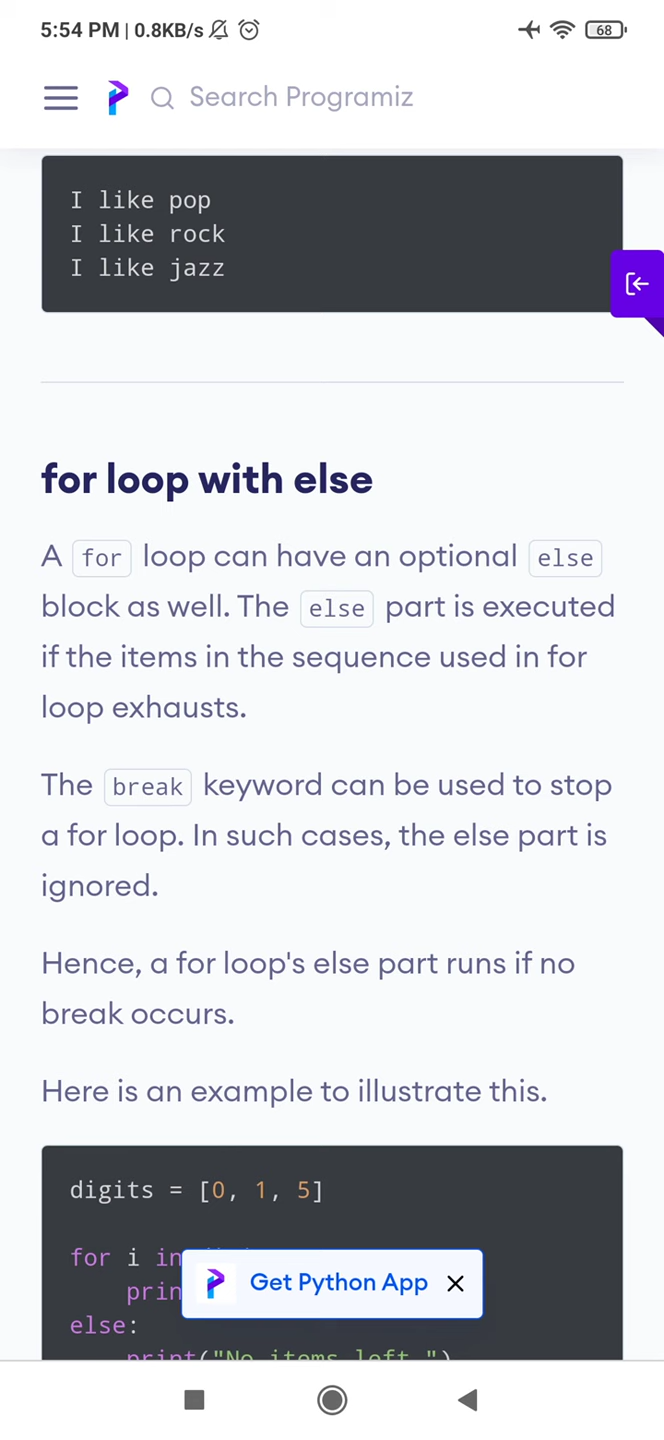 5:54 PM | 0.8KB/s
68
Search Programiz
I like pop
I like rock
I like jazz
for loop with else
A for loop can have an optional else
block as well. The else part is executed
if the items in the sequence used in for
loop exhausts.
The break keyword can be used to stop
a for loop. In such cases, the else part is
ignored.
Hence, a for loop's else part runs if no
break occurs.
Here is an example to illustrate this.
digits = [0, 1, 5]
for i in
Get Python App
else:
print("No items left.")